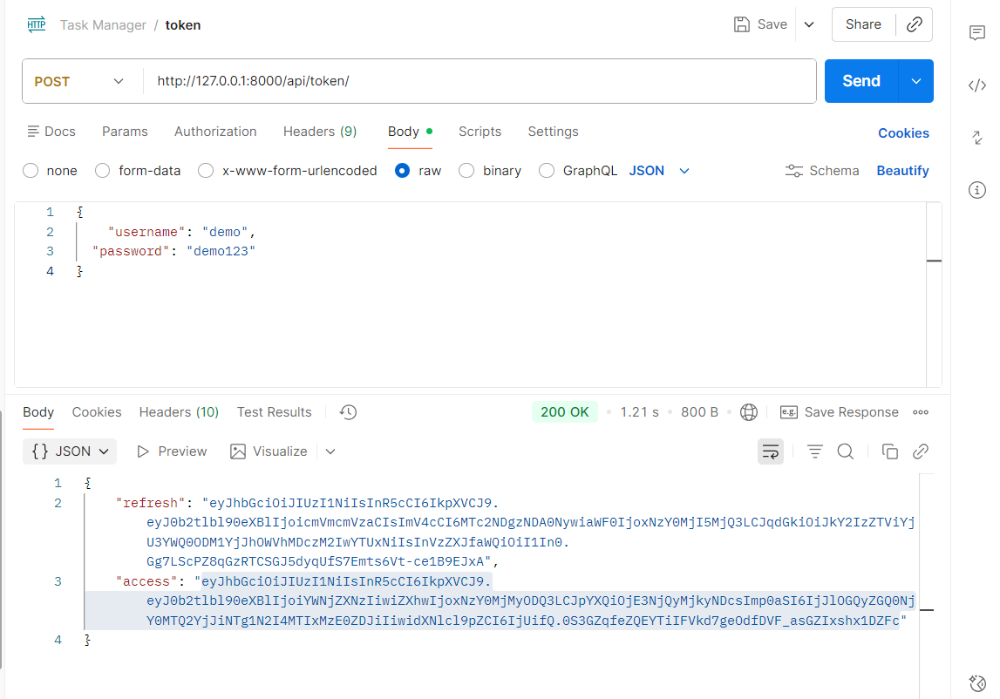 HTTP Task Manager / token Save Share
POST http://127.0.0.1:8000/api/token/ Send
Docs Params Authorization Headers (9) Body Scripts Settings Cookies
none form-data x-www-form-urlencoded raw binary GraphQL JSON Schema Beautify
1 {
2 "username": "demo",
3 "password": "demo123"
4 }
Body Cookies Headers (10) Test Results 200 OK 1.21 s 800 B e.g. Save Response
{} JSON Preview Visualize
1 {
2 "refresh": "eyJhbGciOiJIUzI1NiIsInR5cCI6IkpXVCJ9.
eyJ0b2tlbl90eXBlIjoicmVmcmVzaCIsImV4cCI6MTc2NDgzNDA0NywiaWF0IjoxNzY0MjI5MjQ3LCJqdGkiOiJkY2IzZTViYj
U3YWQ0ODM1YjJhOWVhMDczM2IwYTUxNiIsInVzZXJfaWQiOiI1In0.
Gg7LScPZ8qGzRTCSGJ5dyqUfS7Emts6Vt-ce1B9EJxA",
3 "access": "eyJhbGciOiJIUzI1NiIsInR5cCI6IkpXVCJ9.
eyJ0b2tlbl90eXBlIjoiYWNjZXNzIiwiZXhwIjoxNzY0MjMyODQ3LCJpYXQiOjE3NjQyMjkyNDcsImp0aSI6IjJlOGQyZGQ0Nj
Y0MTQ2YjJiNTg1N2I4MTIxMzE0ZDJiIiwidXNlcl9pZCI6IjUifQ.0S3GZqfeZQEYTiIFVkd7geOdfDVF_asGZIxshx1DZFc"
4 }